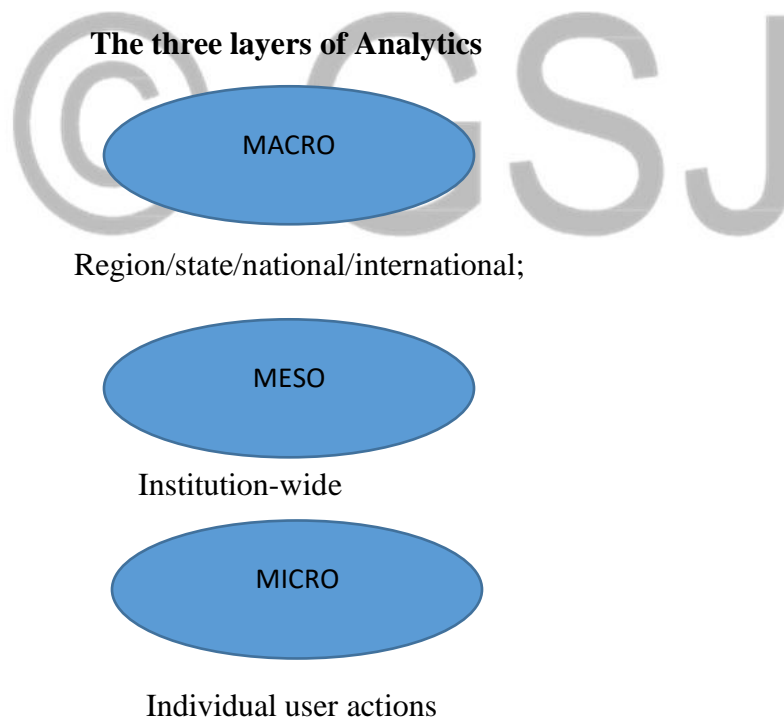 © GSJ
The three layers of Analytics
MACRO
Region/state/national/international;
MESO
Institution-wide
MICRO
Individual user actions